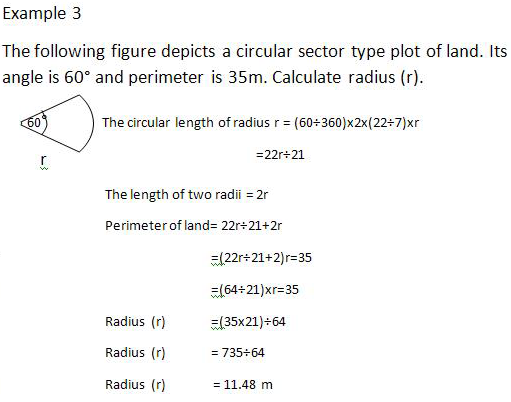 Example 3
The following figure depicts a circular sector type plot of land. Its
angle is 60° and perimeter is 35m. Calculate radius (r).
60°
The circular length of radius r = (60÷360)x2x(22÷7)xr
=22r÷21
r
The length of two radii = 2r
Perimeter of land= 22r÷21+2r
=(22r÷21+2)r=35
=(64÷21)xr=35
Radius (r) =(35x21)÷64
Radius (r) = 735÷64
Radius (r) = 11.48 m